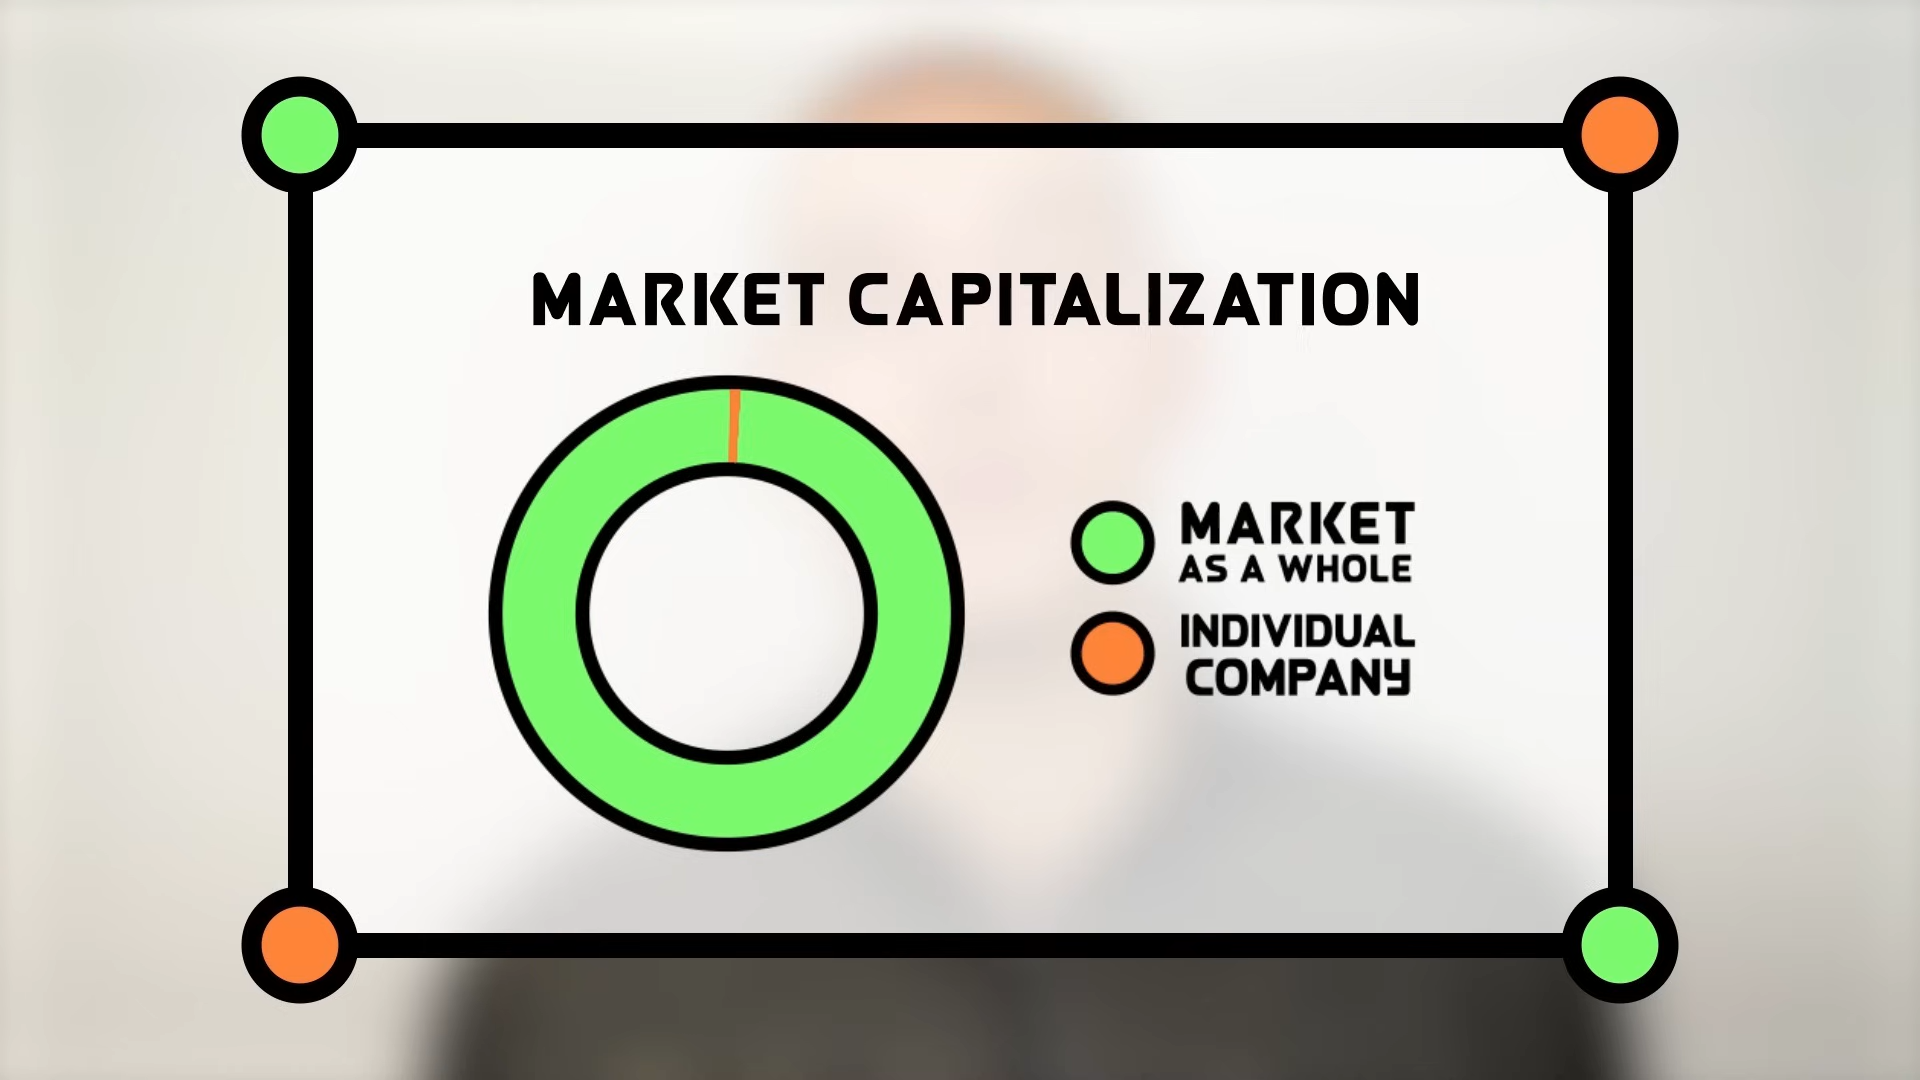 MARKET CAPITALIZATION
MARKET
AS A WHOLE
INDIVIDUAL
COMPANY